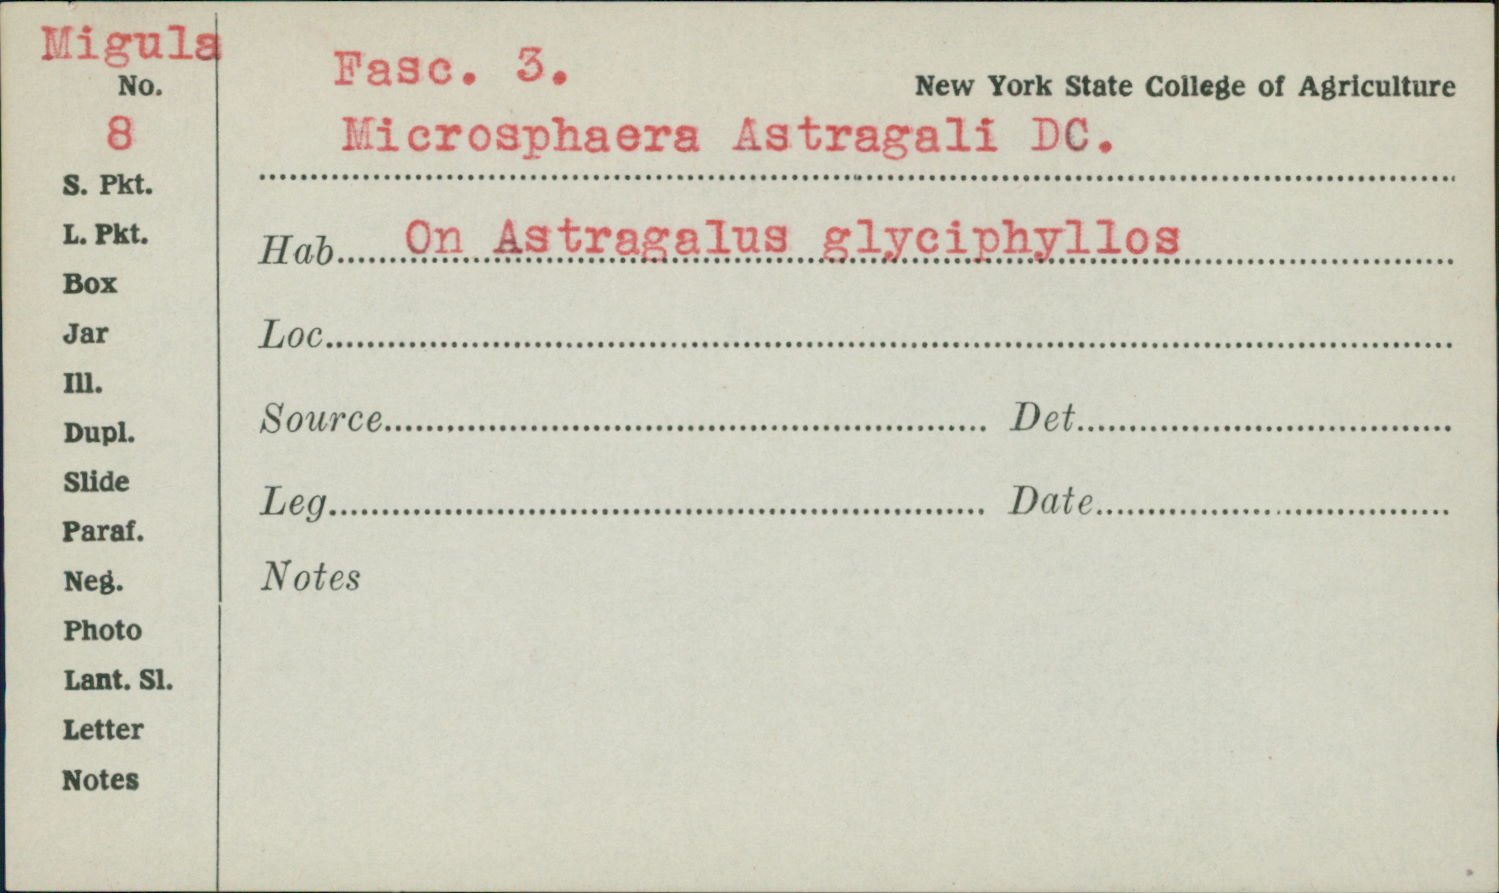 Migula
No.
8
S. Pkt.
L. Pkt.
Box
Jar
Ill.
Dupl.
Slide
Paraf.
Neg.
Photo
Lant. Sl.
Letter
Notes
Fasc. 3.
New York State College of Agriculture
Microsphaera Astragali DC.
Hab. On Astragalus glyciphyllos
Loc.
Source Det.
Leg. Date
Notes